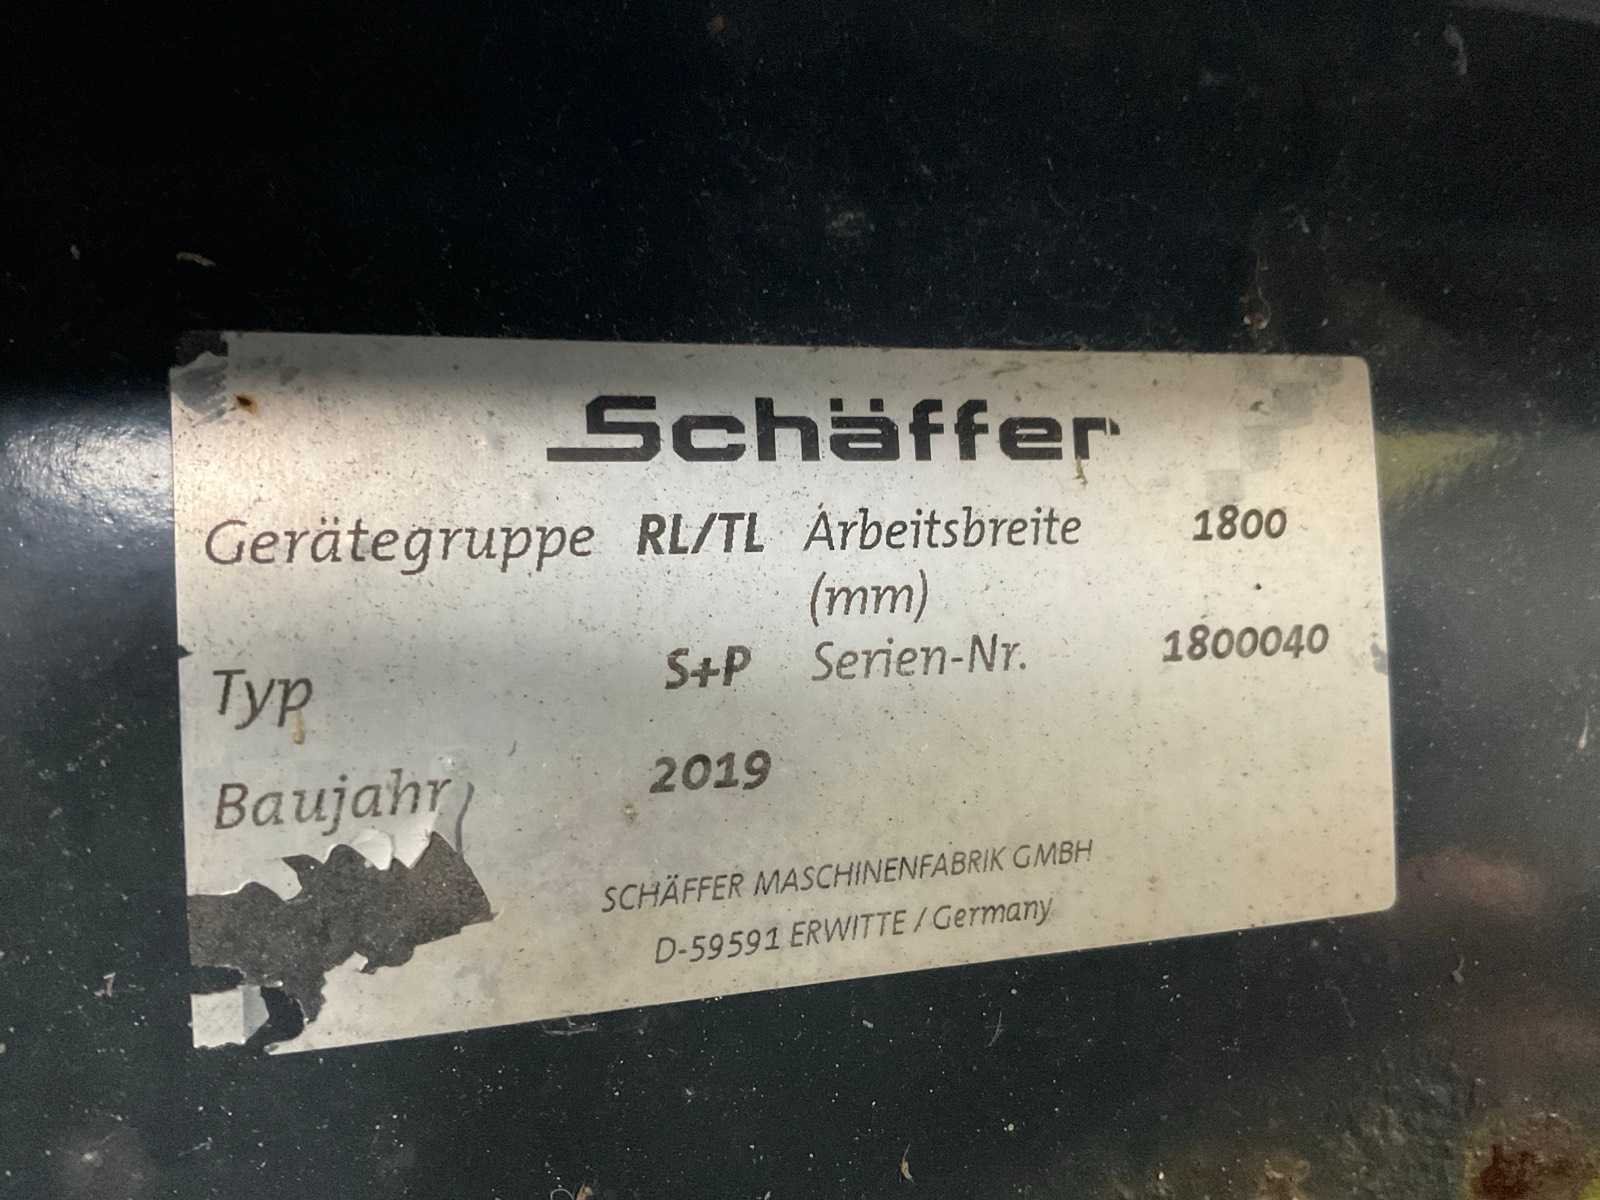 Schäffer
Gerätegruppe RL/TL Arbeitsbreite 1800
(mm)
Typ S+P Serien-Nr. 1800040
Baujahr 2019
SCHÄFFER MASCHINENFABRIK GMBH
D-59591 ERWITTE / Germany